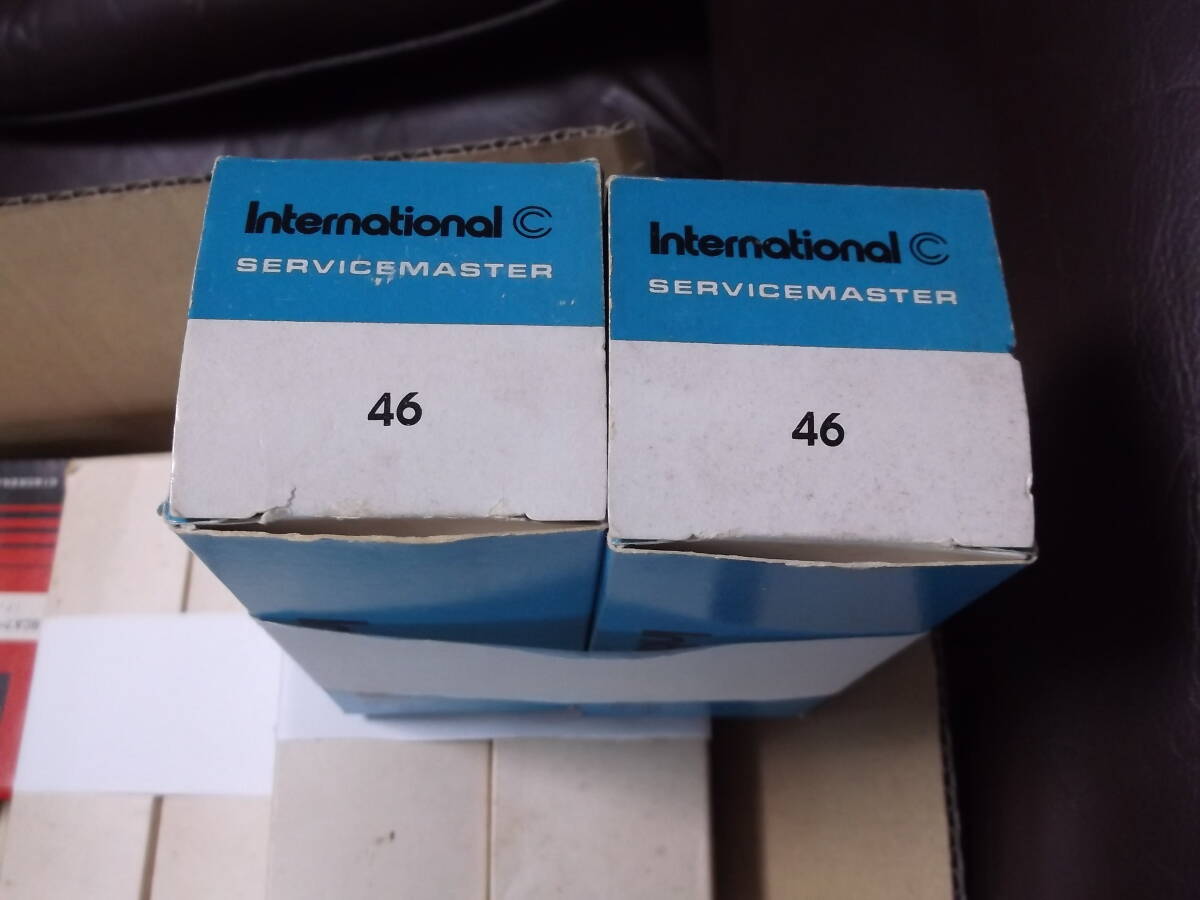 International
SERVICEMASTER
46
International
SERVICEMASTER
46